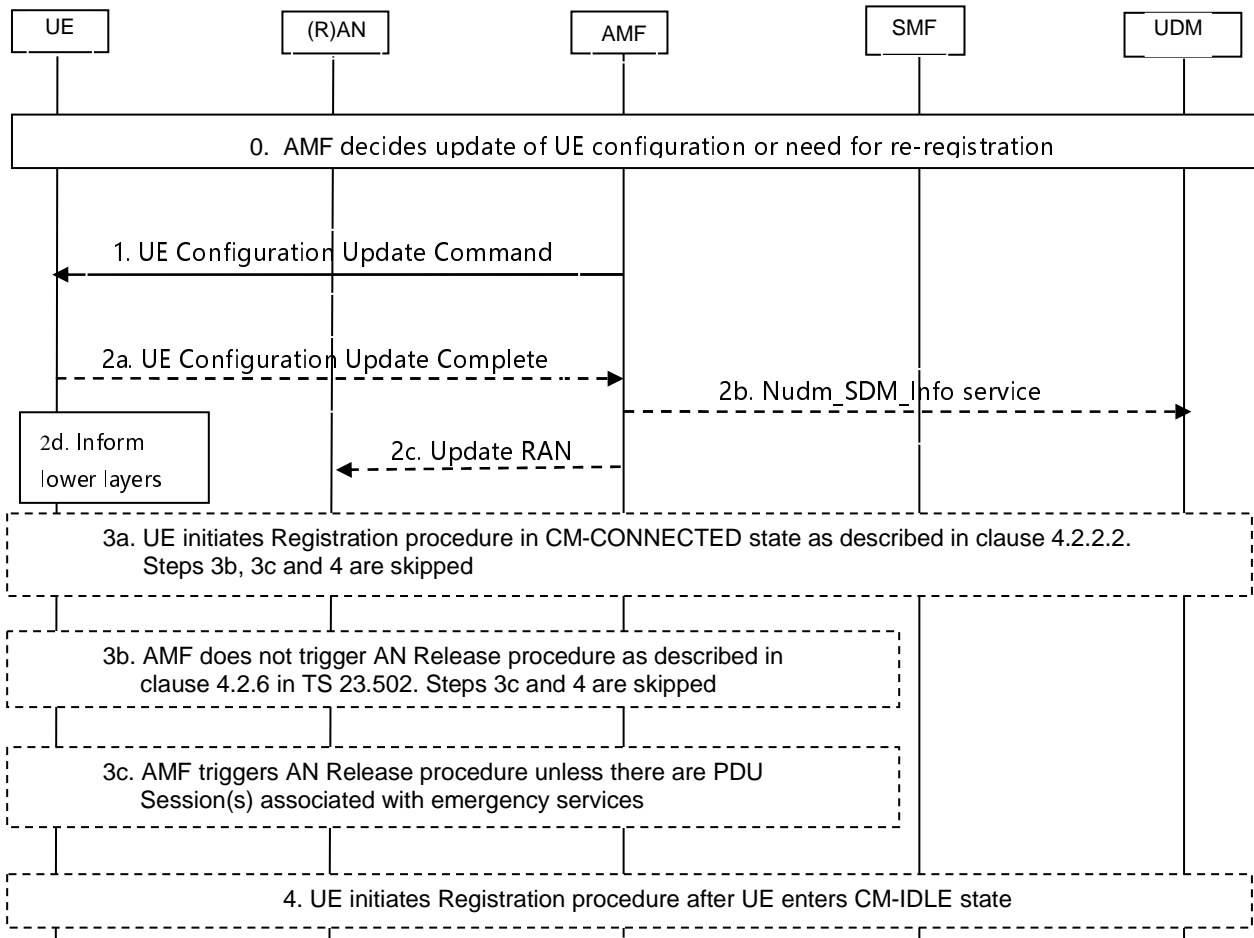 UE
(R)AN
AMF
SMF
UDM
0. AMF decides update of UE configuration or need for re-registration
1. UE Configuration Update Command
2a. UE Configuration Update Complete
2b. Nudm_SDM_Info service
2d. Inform
lower layers
2c. Update RAN
3a. UE initiates Registration procedure in CM-CONNECTED state as described in clause 4.2.2.2.
Steps 3b, 3c and 4 are skipped
3b. AMF does not trigger AN Release procedure as described in
clause 4.2.6 in TS 23.502. Steps 3c and 4 are skipped
3c. AMF triggers AN Release procedure unless there are PDU
Session(s) associated with emergency services
4. UE initiates Registration procedure after UE enters CM-IDLE state